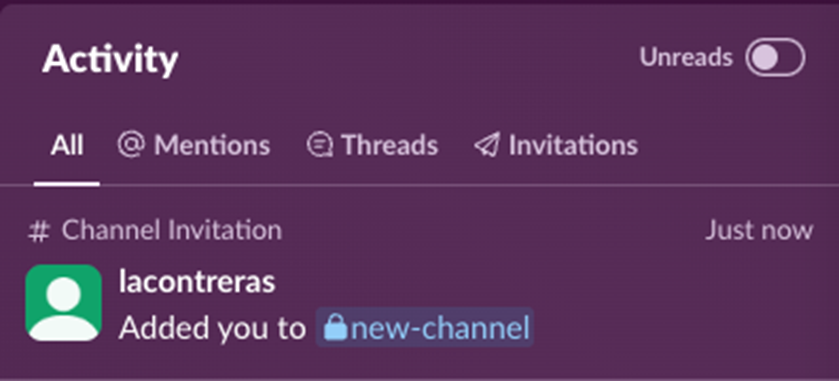 Activity
Unreads
All
Mentions
Threads
Invitations
# Channel Invitation
Just now
lacontreras
Added you to new-channel